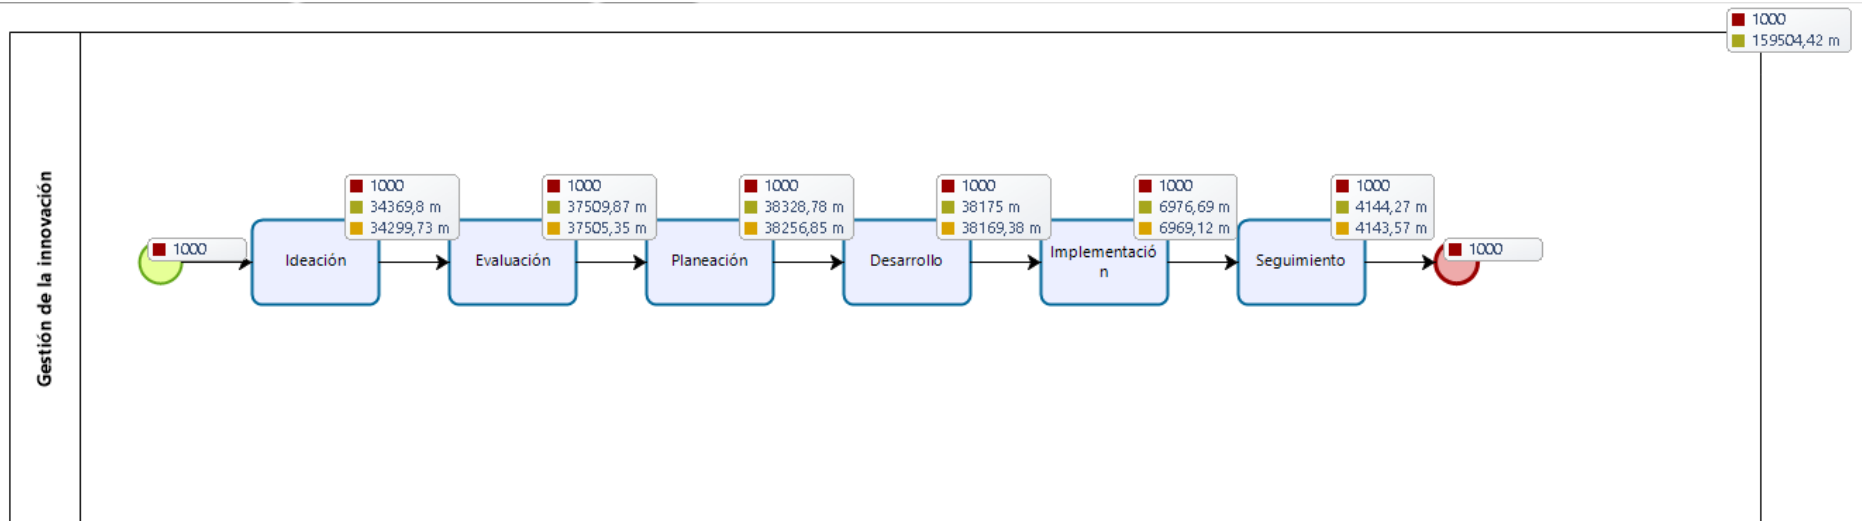 1000
159504,42 m
Gestión de la innovación
1000
1000
34369,8 m
34299,73 m
Ideación
1000
37509,87 m
37505,35 m
Evaluación
1000
38328,78 m
38256,85 m
Planeación
1000
38175 m
38169,38 m
Desarrollo
1000
6976,69 m
6969,12 m
Implementació
n
1000
4144,27 m
4143,57 m
Seguimiento
1000